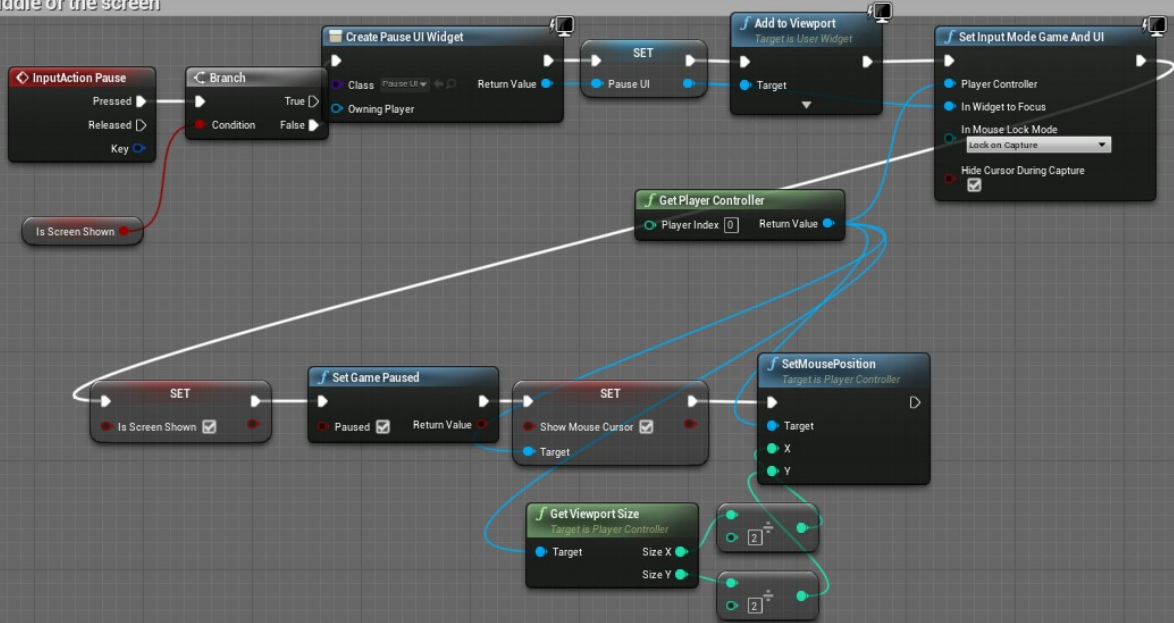 ddle of the screen
InputAction Pause
Pressed
Released
Key
Branch
True
Condition
False
Is Screen Shown
Create Pause UI Widget
Class Pause UI
Return Value
Owning Player
SET
Pause UI
Add to Viewport
Target is User Widget
Target
Set Input Mode Game And UI
Player Controller
In Widget to Focus
In Mouse Lock Mode
Lock on Capture
Hide Cursor During Capture
Get Player Controller
Player Index 0
Return Value
SET
Is Screen Shown
Set Game Paused
Paused
Return Value
SET
Show Mouse Cursor
Target
SetMousePosition
Target is Player Controller
Target
X
Y
Get Viewport Size
Target is Player Controller
Target
Size X
Size Y
2 ÷
2 ÷